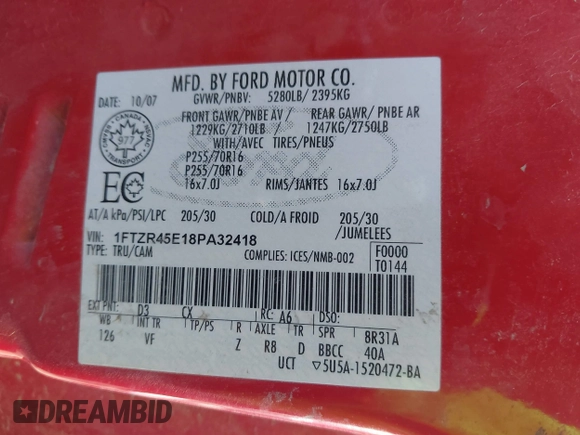 MFD. BY FORD MOTOR CO.
DATE: 10/07 GVWR/PNBV: 5280LB/ 2395KG
FRONT GAWR/PNBE AV / REAR GAWR/ PNBE AR
1229KG/2710LB / 1247KG/2750LB
WITH/AVEC TIRES/PNEUS
P255/70R16
P255/70R16
16x7.0J RIMS/JANTES 16x7.0J
CANADA
977
TRANSPORT
EC
AT/A kPa/PSI/LPC 205/30 COLD/A FROID 205/30
/JUMELEES
VIN: 1FTZR45E18PA32418
TYPE: TRU/CAM COMPLIES: ICES/NMB-002
F0000
T0144
EXT PNT: D3 CX RC: A6 DSO:
WB INT TR TP/PS R AXLE TR SPR 8R31A
126 VF Z R8 D BBCC 40A
UCT ▽5U5A-1520472-BA
DREAMBID